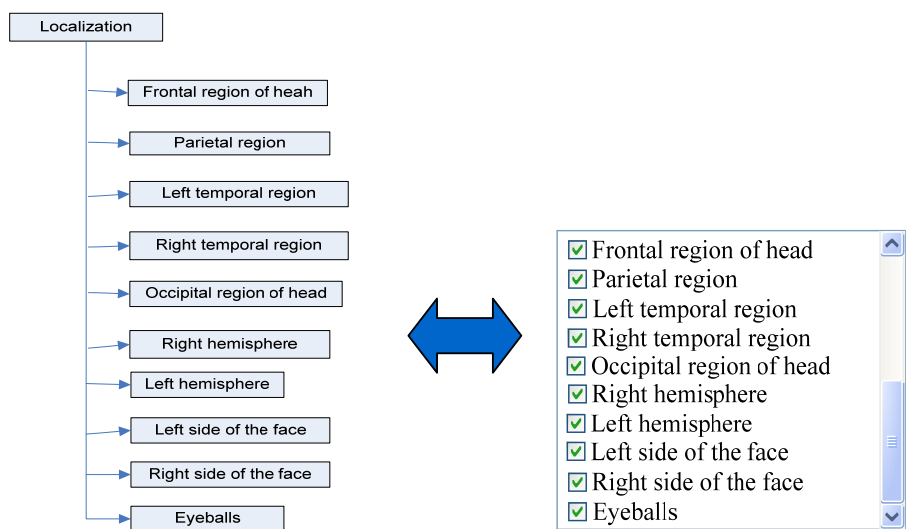 Localization
Frontal region of heah
Parietal region
Left temporal region
Right temporal region
Occipital region of head
Right hemisphere
Left hemisphere
Left side of the face
Right side of the face
Eyeballs
Frontal region of head
Parietal region
Left temporal region
Right temporal region
Occipital region of head
Right hemisphere
Left hemisphere
Left side of the face
Right side of the face
Eyeballs